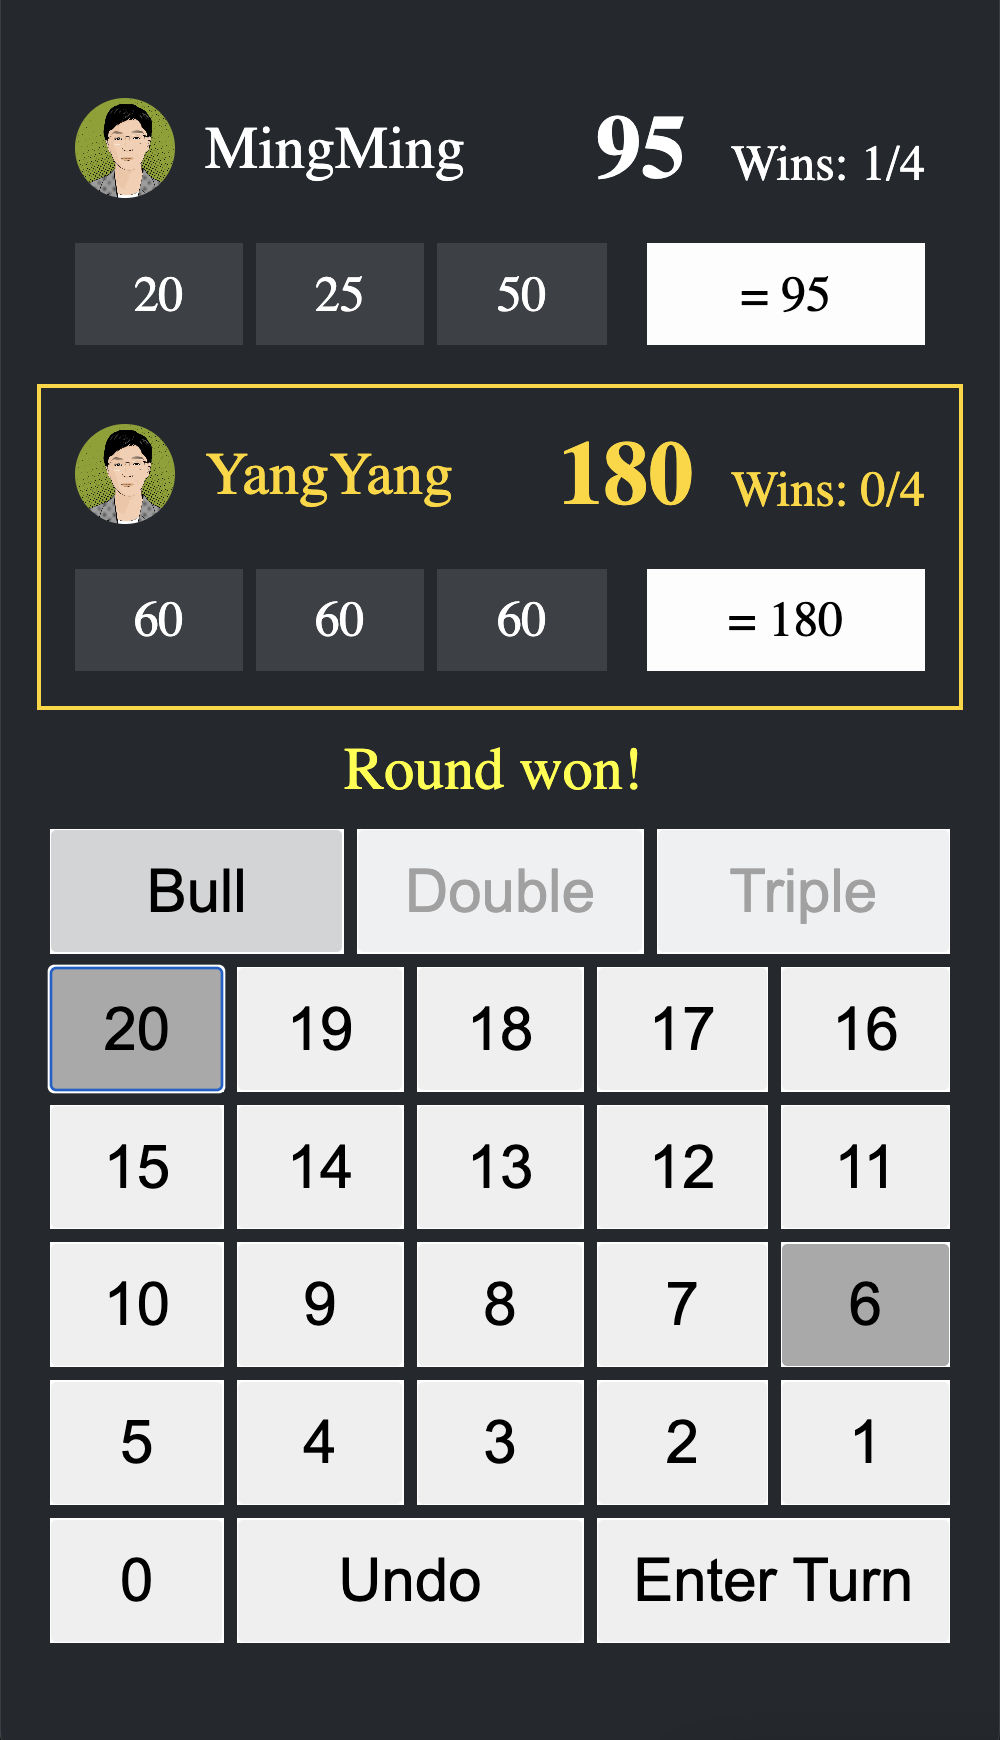 MingMing 95 Wins: 1/4
20 25 50 = 95
YangYang 180 Wins: 0/4
60 60 60 = 180
Round won!
Bull Double Triple
20 19 18 17 16
15 14 13 12 11
10 9 8 7 6
5 4 3 2 1
0 Undo Enter Turn